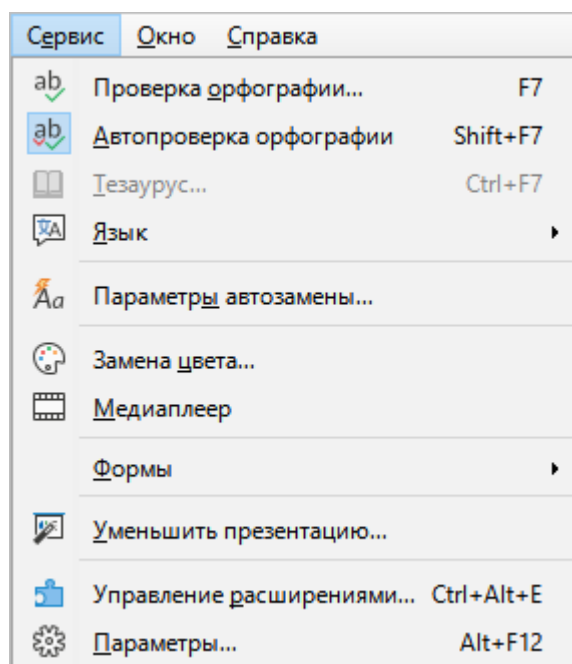 Сервис Окно Справка
Проверка орфографии... F7
Автопроверка орфографии Shift+F7
Тезаурус... Ctrl+F7
Язык
Параметры автозамены...
Замена цвета...
Медиаплеер
Формы
Уменьшить презентацию...
Управление расширениями... Ctrl+Alt+E
Параметры... Alt+F12